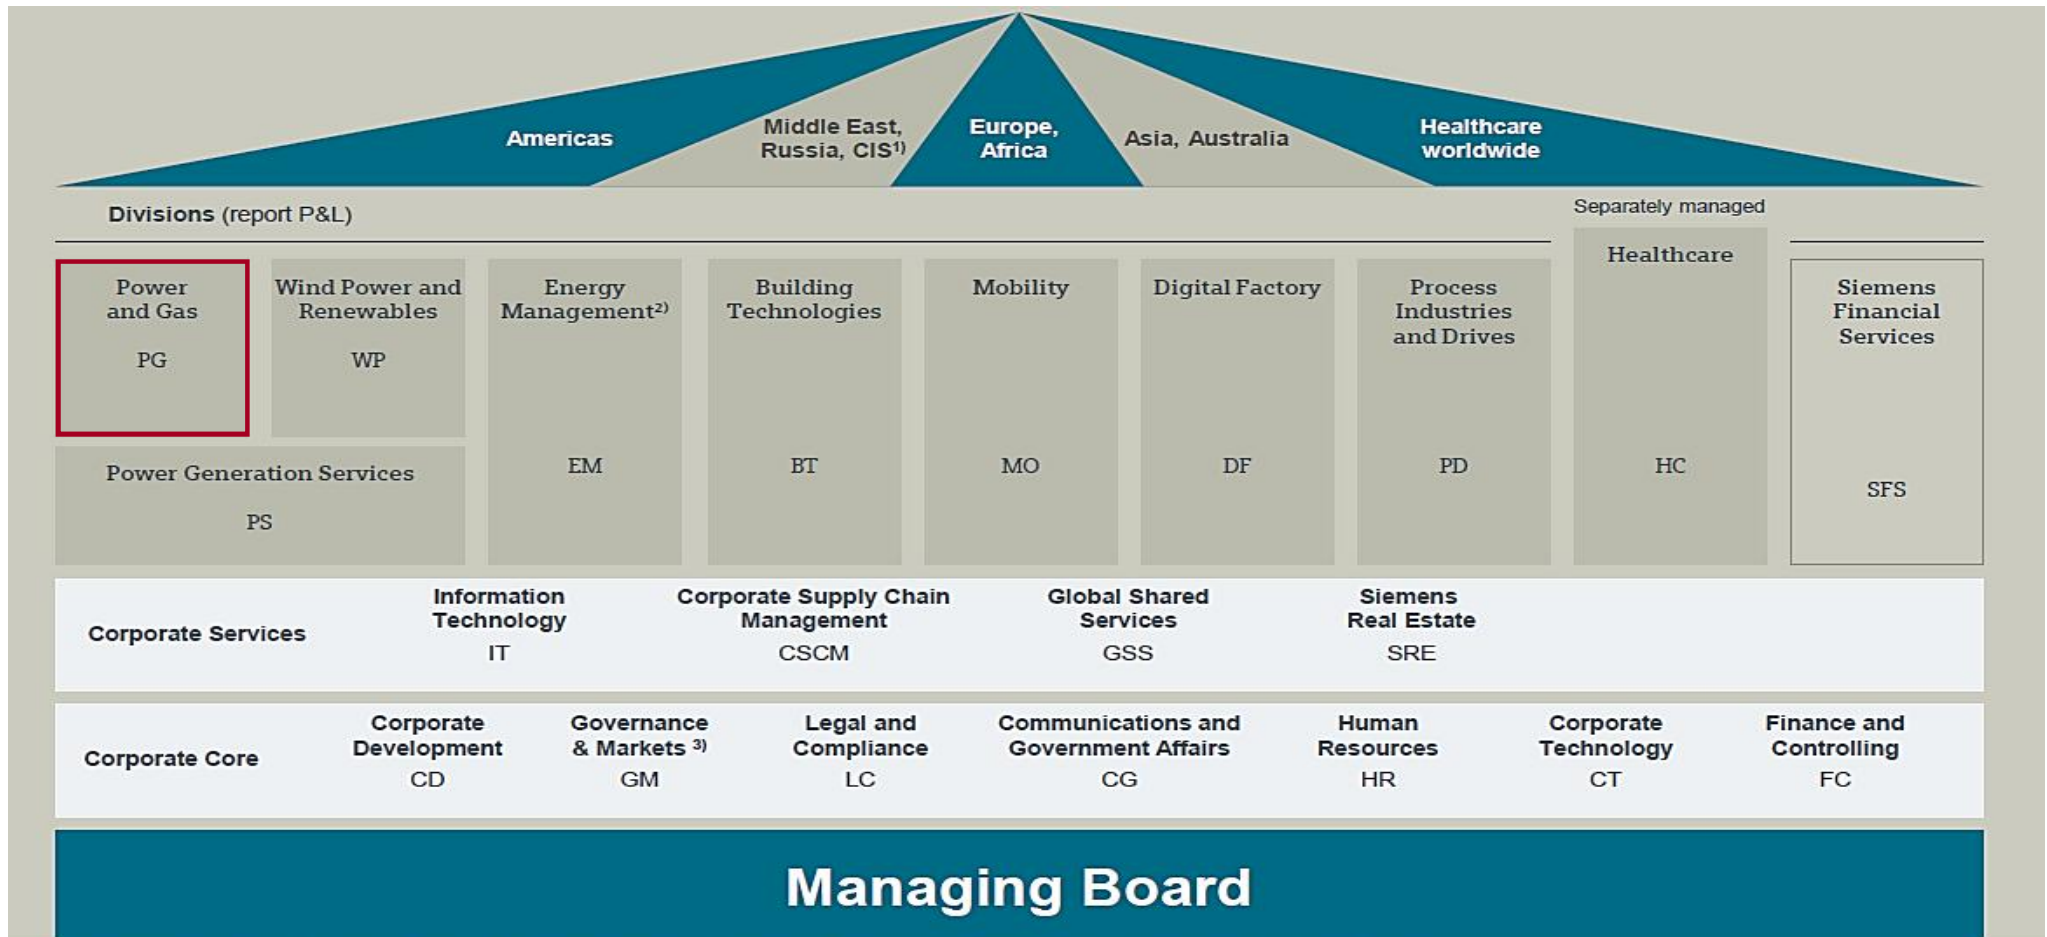 Americas
Middle East,
Russia, CIS¹⁾
Europe,
Africa
Asia, Australia
Healthcare
worldwide
Divisions (report P&L)
Separately managed
Power
and Gas
PG
Wind Power and
Renewables
WP
Power Generation Services
PS
Energy
Management²⁾
EM
Building
Technologies
BT
Mobility
MO
Digital Factory
DF
Process
Industries
and Drives
PD
Healthcare
HC
Siemens
Financial
Services
SFS
Corporate Services
Information
Technology
IT
Corporate Supply Chain
Management
CSCM
Global Shared
Services
GSS
Siemens
Real Estate
SRE
Corporate Core
Corporate
Development
CD
Governance
& Markets ³⁾
GM
Legal and
Compliance
LC
Communications and
Government Affairs
CG
Human
Resources
HR
Corporate
Technology
CT
Finance and
Controlling
FC
Managing Board